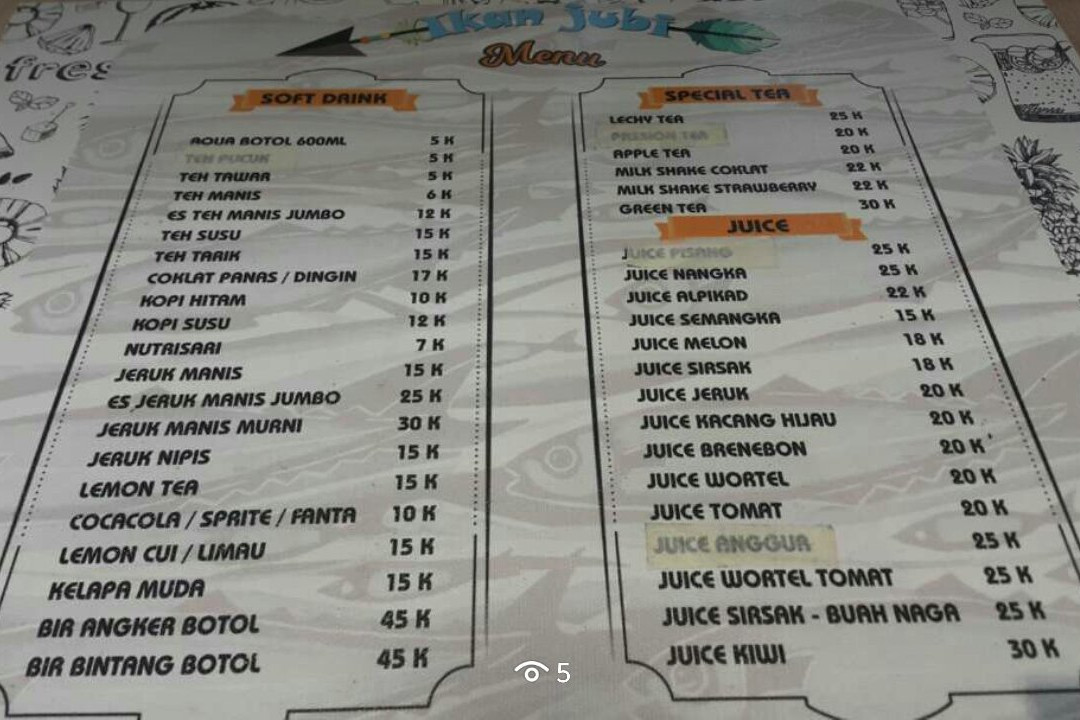 Ikan Jubi
Menu
fres
SOFT DRINK
AQUA BOTOL 600ML 5 K
TEH PUCUK 5 K
TEH TAWAR 5 K
TEH MANIS 6 K
ES TEH MANIS JUMBO 12 K
TEH SUSU 15 K
TEH TARIK 15 K
COKLAT PANAS / DINGIN 17 K
KOPI HITAM 10 K
KOPI SUSU 12 K
NUTRISARI 7 K
JERUK MANIS 15 K
ES JERUK MANIS JUMBO 25 K
JERUK MANIS MURNI 30 K
JERUK NIPIS 15 K
LEMON TEA 15 K
COCACOLA / SPRITE / FANTA 10 K
LEMON CUI / LIMAU 15 K
KELAPA MUDA 15 K
BIR ANGKER BOTOL 45 K
BIR BINTANG BOTOL 45 K
SPECIAL TEA
LECHY TEA 25 K
PASSION TEA 20 K
APPLE TEA 20 K
MILK SHAKE COKLAT 22 K
MILK SHAKE STRAWBERRY 22 K
GREEN TEA 30 K
JUICE
JUICE PISANG 25 K
JUICE NANGKA 25 K
JUICE ALPIKAD 22 K
JUICE SEMANGKA 15 K
JUICE MELON 18 K
JUICE SIRSAK 18 K
JUICE JERUK 20 K
JUICE KACANG HIJAU 20 K
JUICE BRENEBON 20 K
JUICE WORTEL 20 K
JUICE TOMAT 20 K
JUICE ANGGUR 25 K
JUICE WORTEL TOMAT 25 K
JUICE SIRSAK - BUAH NAGA 25 K
JUICE KIWI 30 K
5